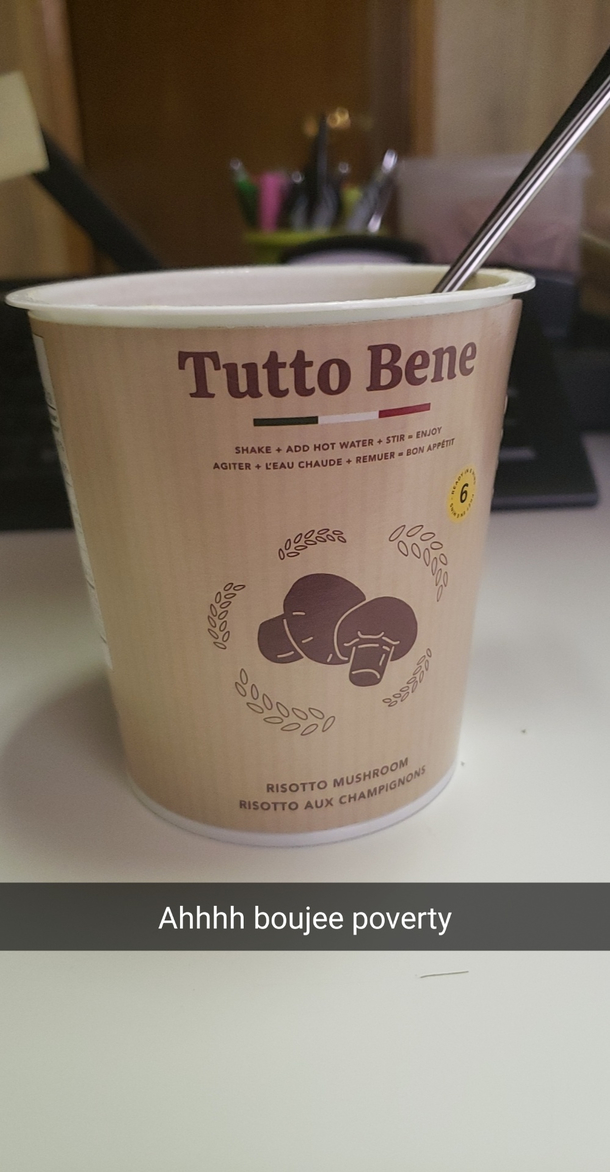 Tutto Bene
SHAKE + ADD HOT WATER + STIR = ENJOY
AGITER + L'EAU CHAUDE + REMUER = BON APPÉTIT
6
RISOTTO MUSHROOM
RISOTTO AUX CHAMPIGNONS
Ahhhh boujee poverty